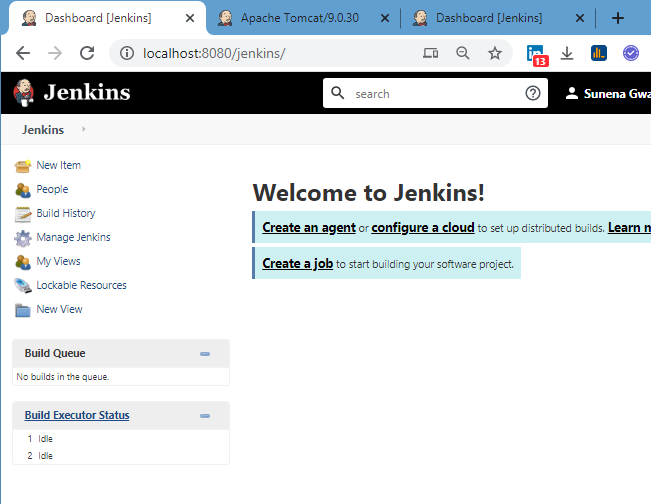 Dashboard [Jenkins]
Apache Tomcat/9.0.30
Dashboard [Jenkins]
localhost:8080/jenkins/
13
Jenkins
search
Sunena Gwa
Jenkins
New Item
People
Build History
Manage Jenkins
My Views
Lockable Resources
New View
Welcome to Jenkins!
Create an agent or configure a cloud to set up distributed builds. Learn
Create a job to start building your software project.
Build Queue
No builds in the queue.
Build Executor Status
1 Idle
2 Idle